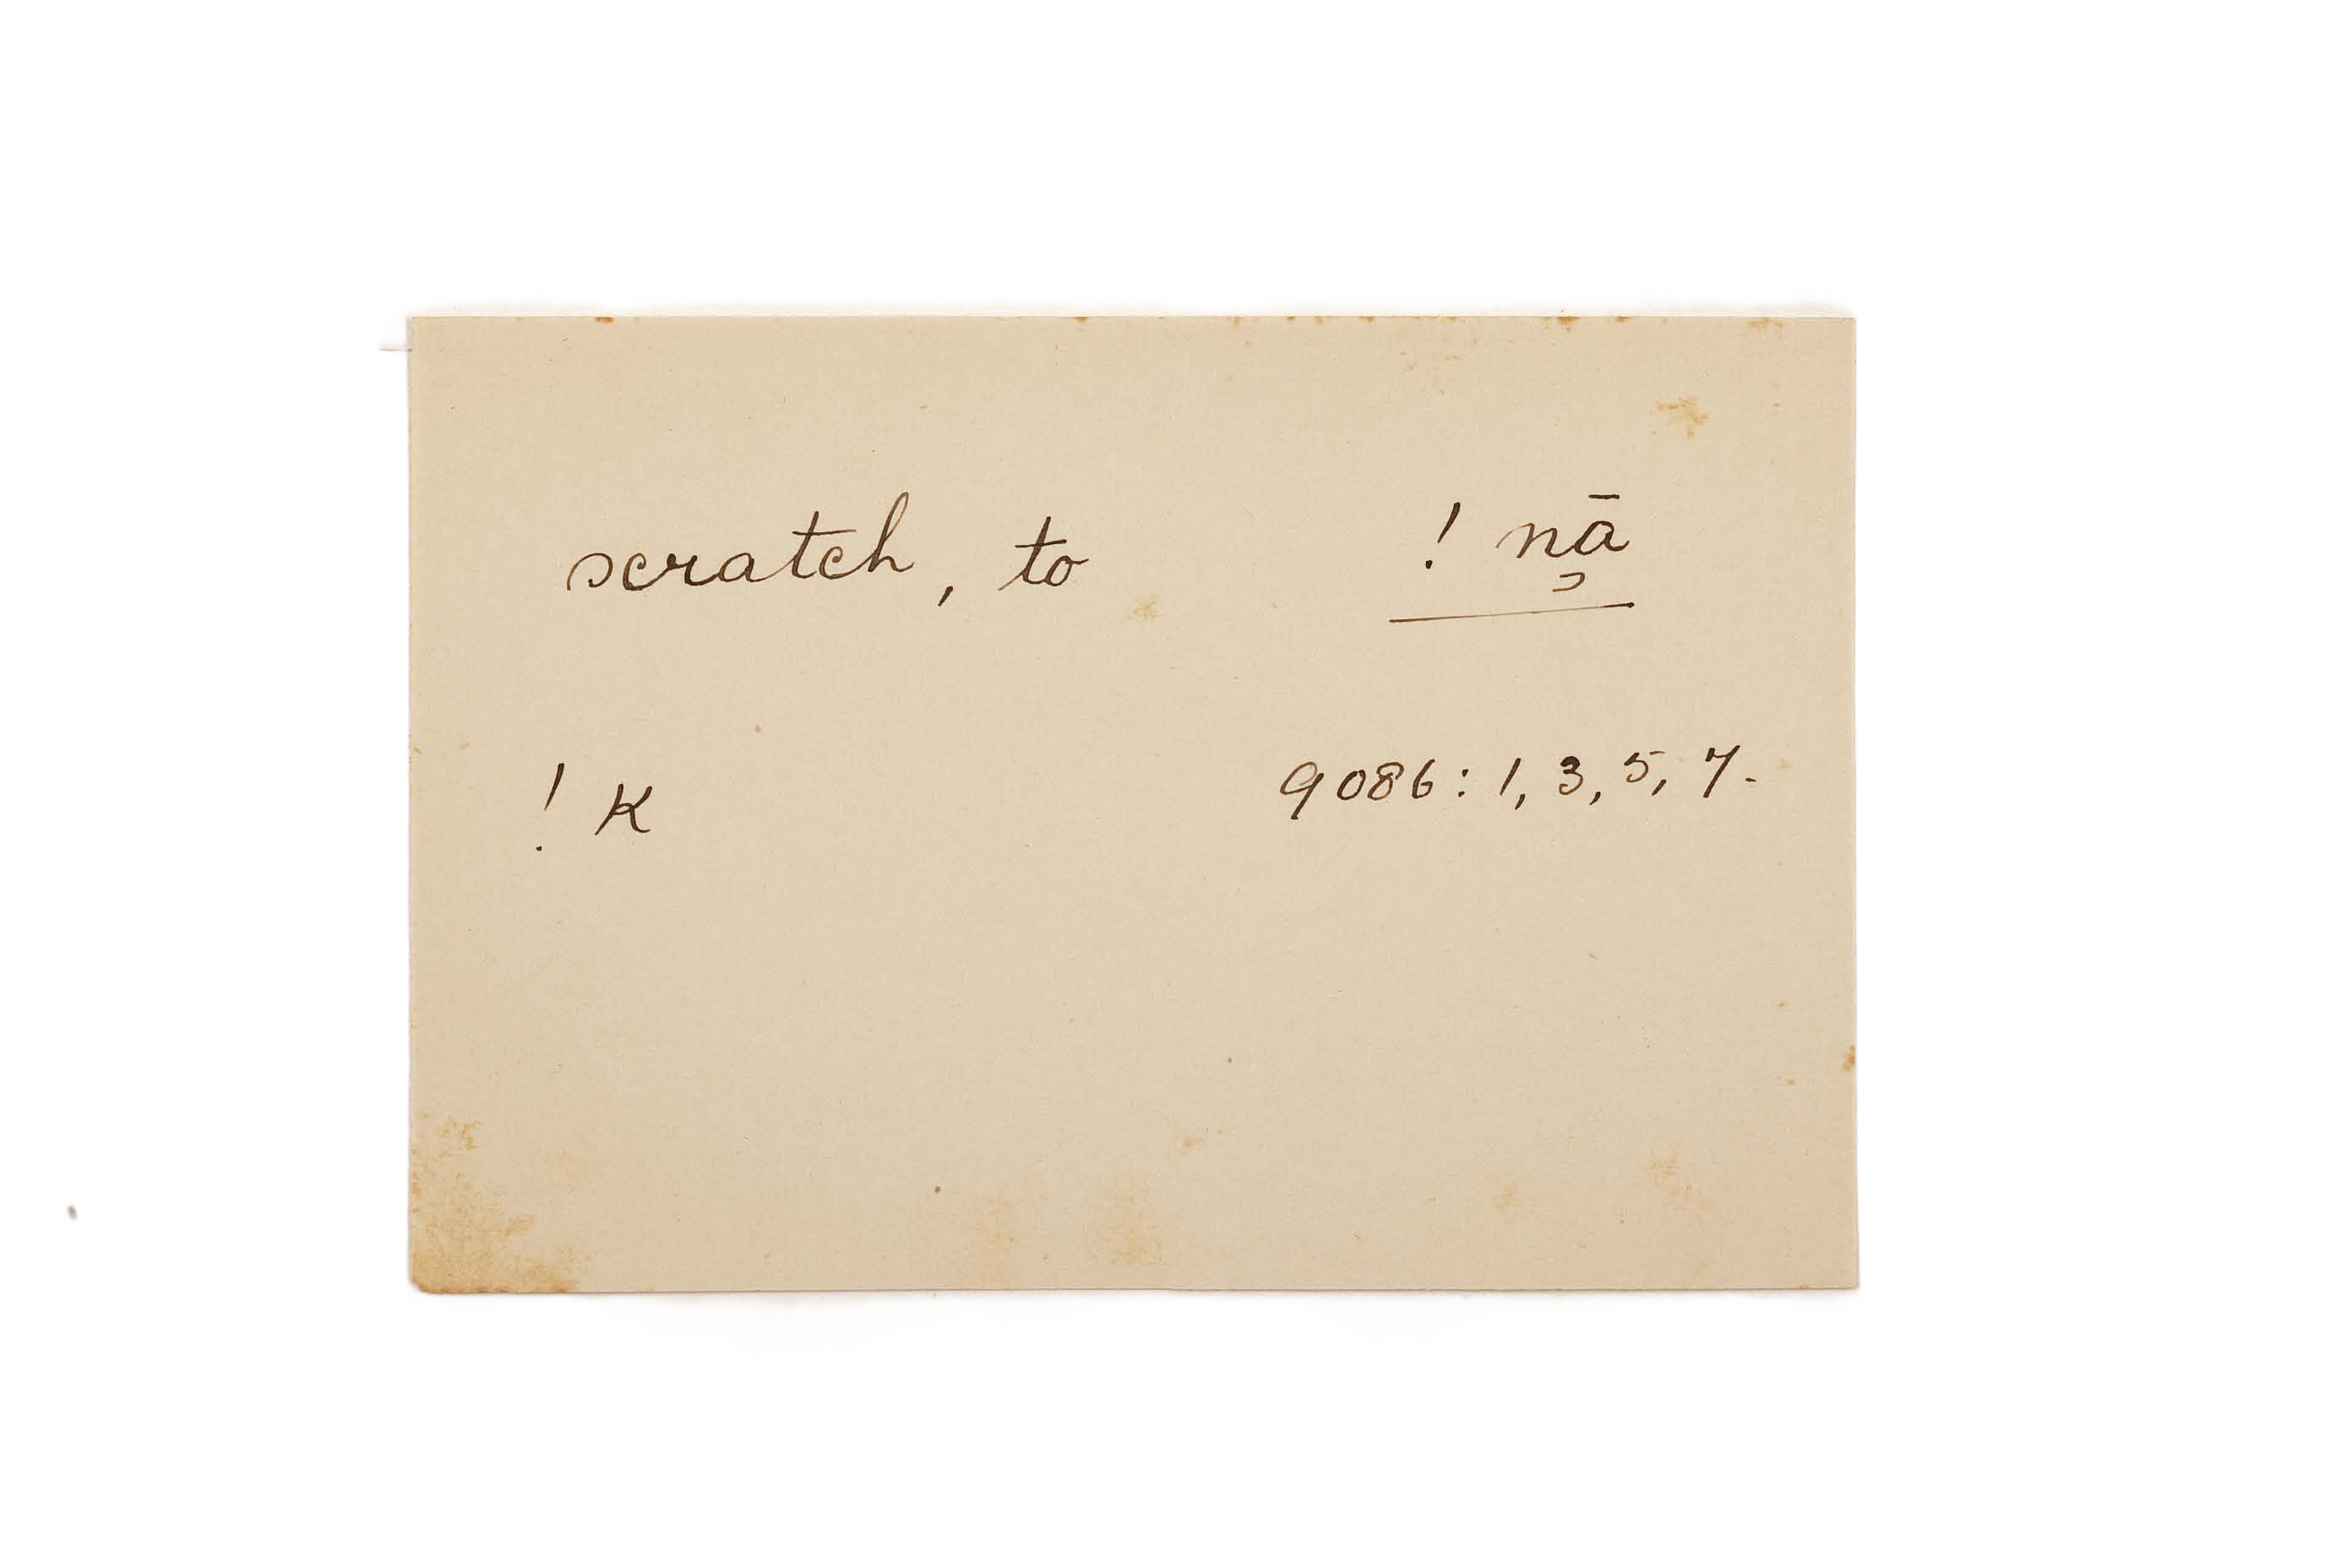 scratch, to ! nā̠̹
! K 9086: 1, 3, 5, 7.